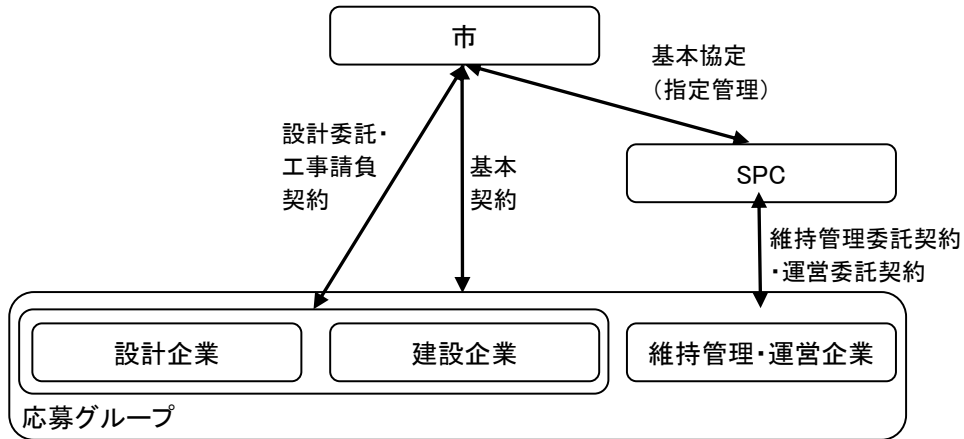 市
基本協定
（指定管理）
設計委託・
工事請負
契約
基本
契約
SPC
維持管理委託契約
・運営委託契約
設計企業
建設企業
維持管理・運営企業
応募グループ